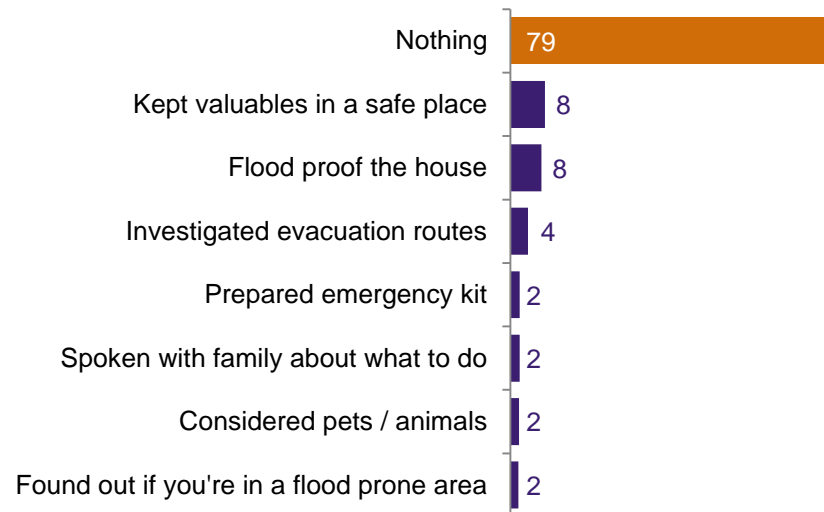 Nothing 79
Kept valuables in a safe place 8
Flood proof the house 8
Investigated evacuation routes 4
Prepared emergency kit 2
Spoken with family about what to do 2
Considered pets / animals 2
Found out if you're in a flood prone area 2